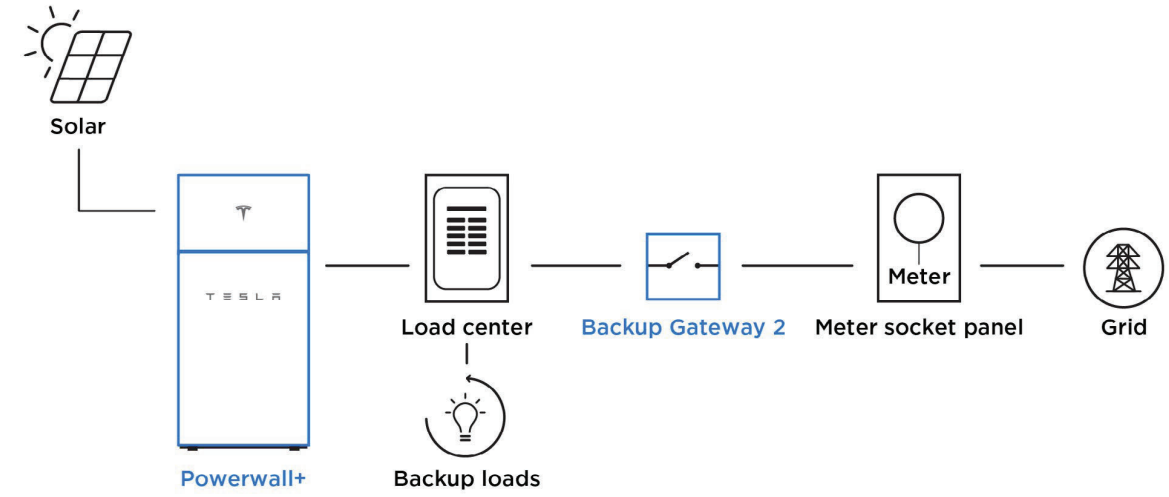 Solar
TESLA
Meter
Load center
Backup Gateway 2
Meter socket panel
Grid
Powerwall+
Backup loads